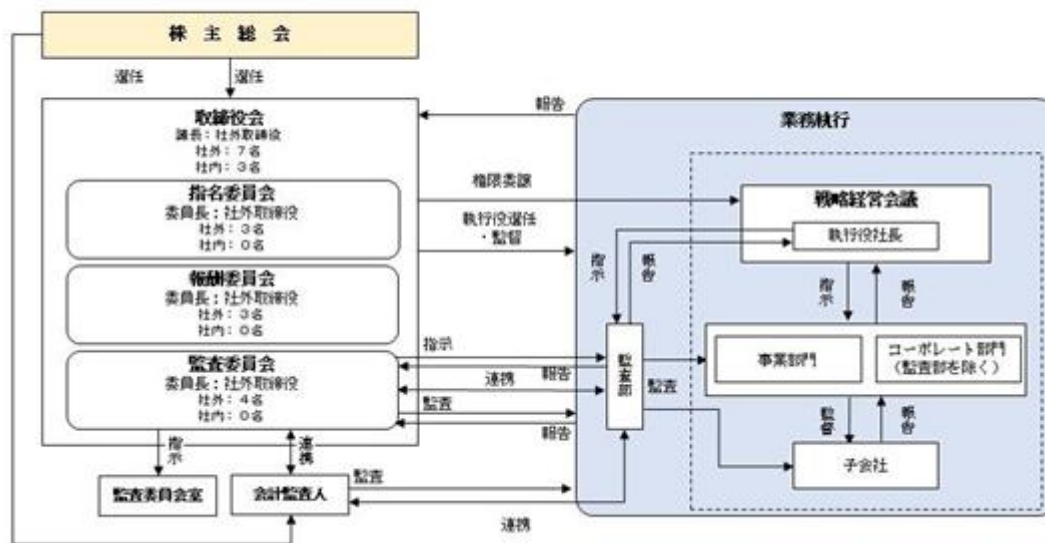 株主総会
選任
選任
取締役会
議長：社外取締役
社外：7名
社内：3名
指名委員会
委員長：社外取締役
社外：3名
社内：0名
報酬委員会
委員長：社外取締役
社外：3名
社内：0名
監査委員会
委員長：社外取締役
社外：4名
社内：0名
指示
連携
監査委員会室
会計監査人
報告
権限委譲
執行役選任
・監督
指示
報告
連携
監査
報告
監査
連携
業務執行
戦略経営会議
執行役社長
指示
報告
指示
報告
監査部
監査
事業部門
コーポレート部門
（監査部を除く）
監督
報告
子会社